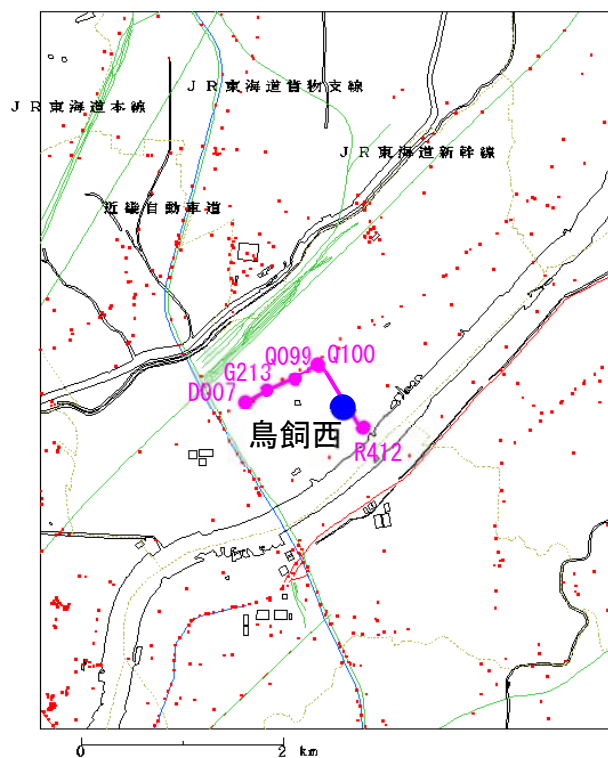 JR東海道貨物支線
JR東海道本線
JR東海道新幹線
近畿自動車道
Q099
Q100
G213
D007
鳥飼西
R412
0
2
km